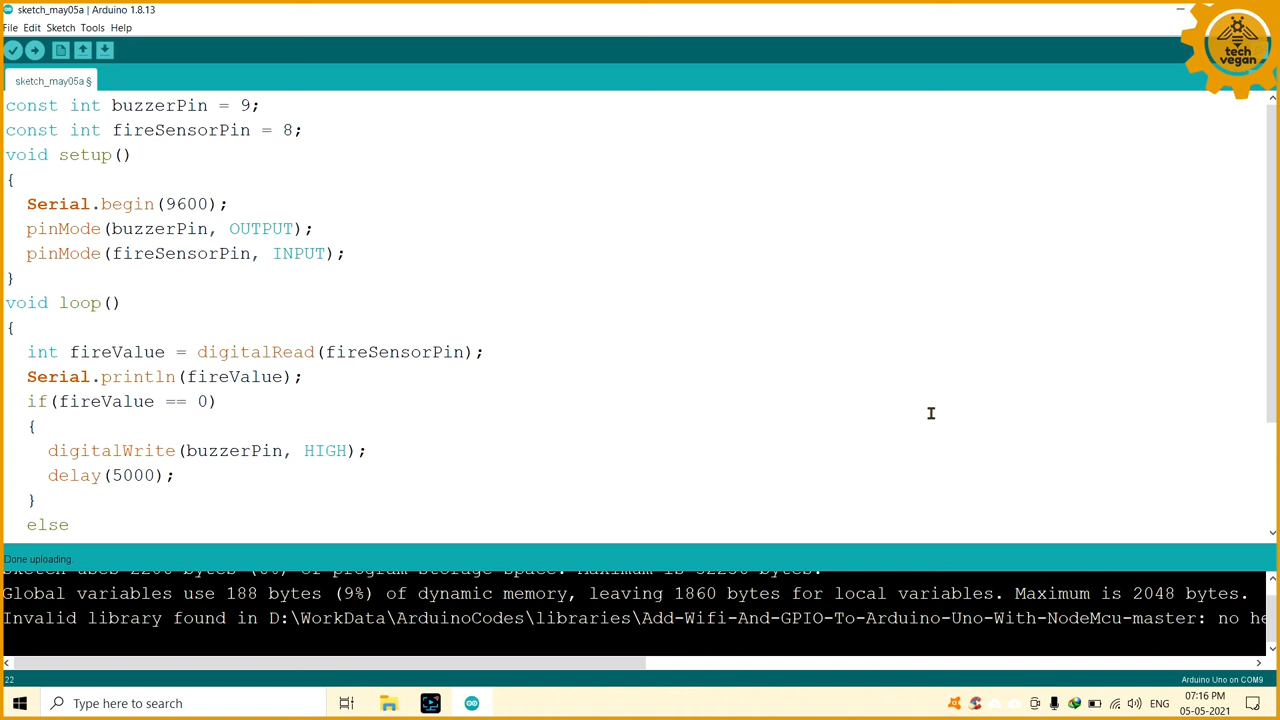 sketch_may05a | Arduino 1.8.13
File Edit Sketch Tools Help
tech
vegan
sketch_may05a §
const int buzzerPin = 9;
const int fireSensorPin = 8;
void setup()
{
Serial.begin(9600);
pinMode(buzzerPin, OUTPUT);
pinMode(fireSensorPin, INPUT);
}
void loop()
{
int fireValue = digitalRead(fireSensorPin);
Serial.println(fireValue);
if(fireValue == 0)
{
digitalWrite(buzzerPin, HIGH);
delay(5000);
}
else
Done uploading.
Global variables use 188 bytes (9%) of dynamic memory, leaving 1860 bytes for local variables. Maximum is 2048 bytes.
Invalid library found in D:\WorkData\ArduinoCodes\libraries\Add-Wifi-And-GPIO-To-Arduino-Uno-With-NodeMcu-master: no he
22
Arduino Uno on COM9
Type here to search
ENG
07:16 PM
05-05-2021